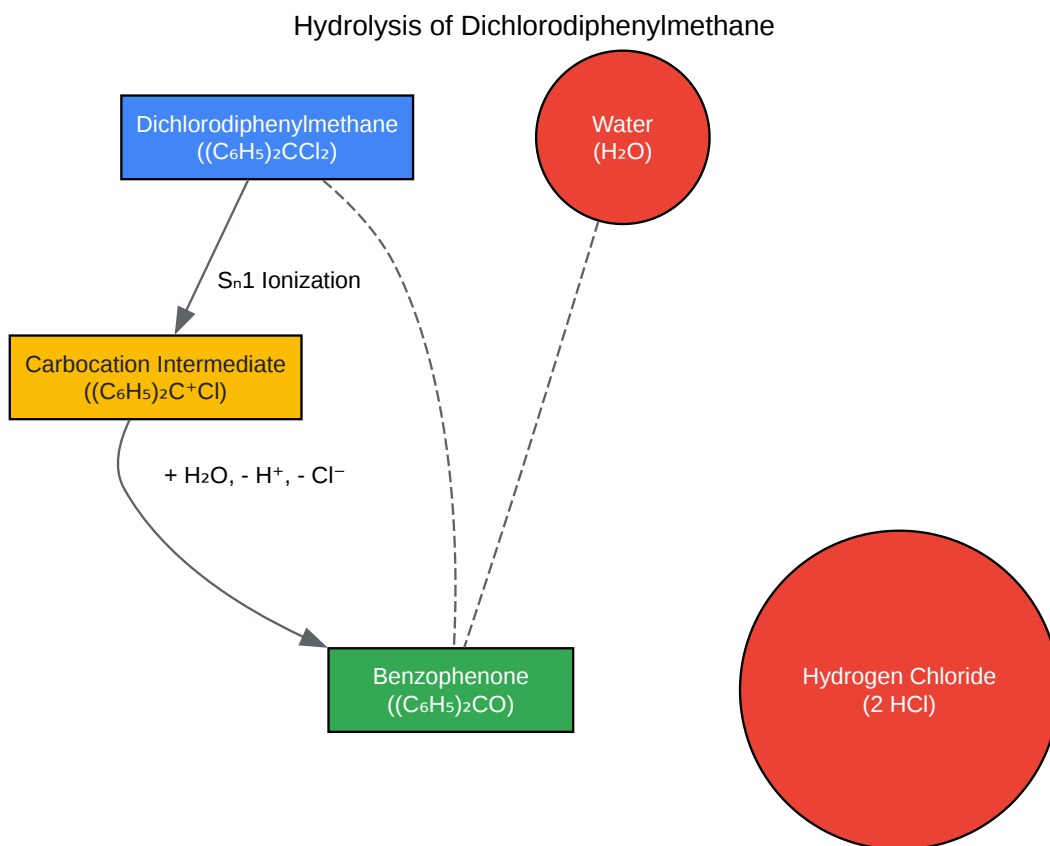 Hydrolysis of Dichlorodiphenylmethane
Dichlorodiphenylmethane
((C₆H₅)₂CCl₂)
Water
(H₂O)
Sₙ1 Ionization
Carbocation Intermediate
((C₆H₅)₂C⁺Cl)
+ H₂O, - H⁺, - Cl⁻
Benzophenone
((C₆H₅)₂CO)
Hydrogen Chloride
(2 HCl)